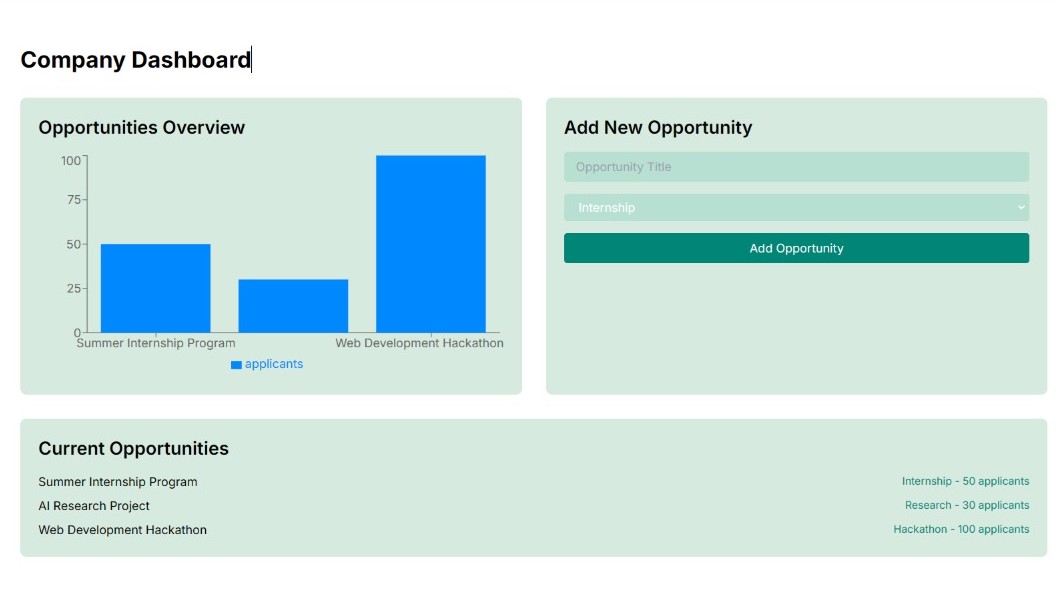 Company Dashboard
Opportunities Overview
100
75
50
25
0
Summer Internship Program Web Development Hackathon
applicants
Add New Opportunity
Opportunity Title
Internship
Add Opportunity
Current Opportunities
Summer Internship Program Internship - 50 applicants
AI Research Project Research - 30 applicants
Web Development Hackathon Hackathon - 100 applicants